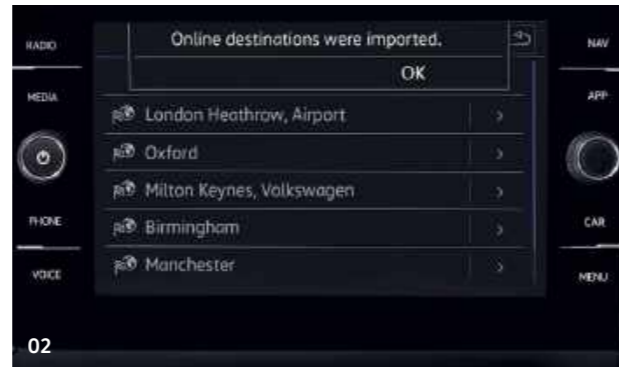 RADIO
MEDIA
PHONE
VOICE
Online destinations were imported.
OK
London Heathrow, Airport
Oxford
Milton Keynes, Volkswagen
Birmingham
Manchester
NAV
APP
CAR
MENU
02